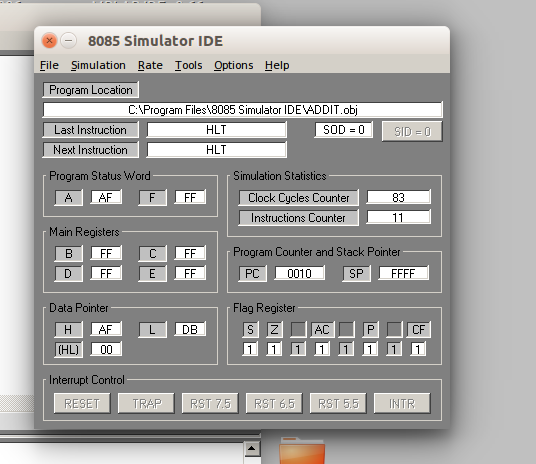 8085 Simulator IDE
File Simulation Rate Tools Options Help
Program Location
C:\Program Files\8085 Simulator IDE\ADDIT.obj
Last Instruction HLT SOD = 0 SID = 0
Next Instruction HLT
Program Status Word
A AF F FF
Simulation Statistics
Clock Cycles Counter 83
Instructions Counter 11
Main Registers
B FF C FF
D FF E FF
Program Counter and Stack Pointer
PC 0010 SP FFFF
Data Pointer
H AF L DB
(HL) 00
Flag Register
S Z AC P CF
1 1 1 1 1 1 1 1
Interrupt Control
RESET TRAP RST 7.5 RST 6.5 RST 5.5 INTR